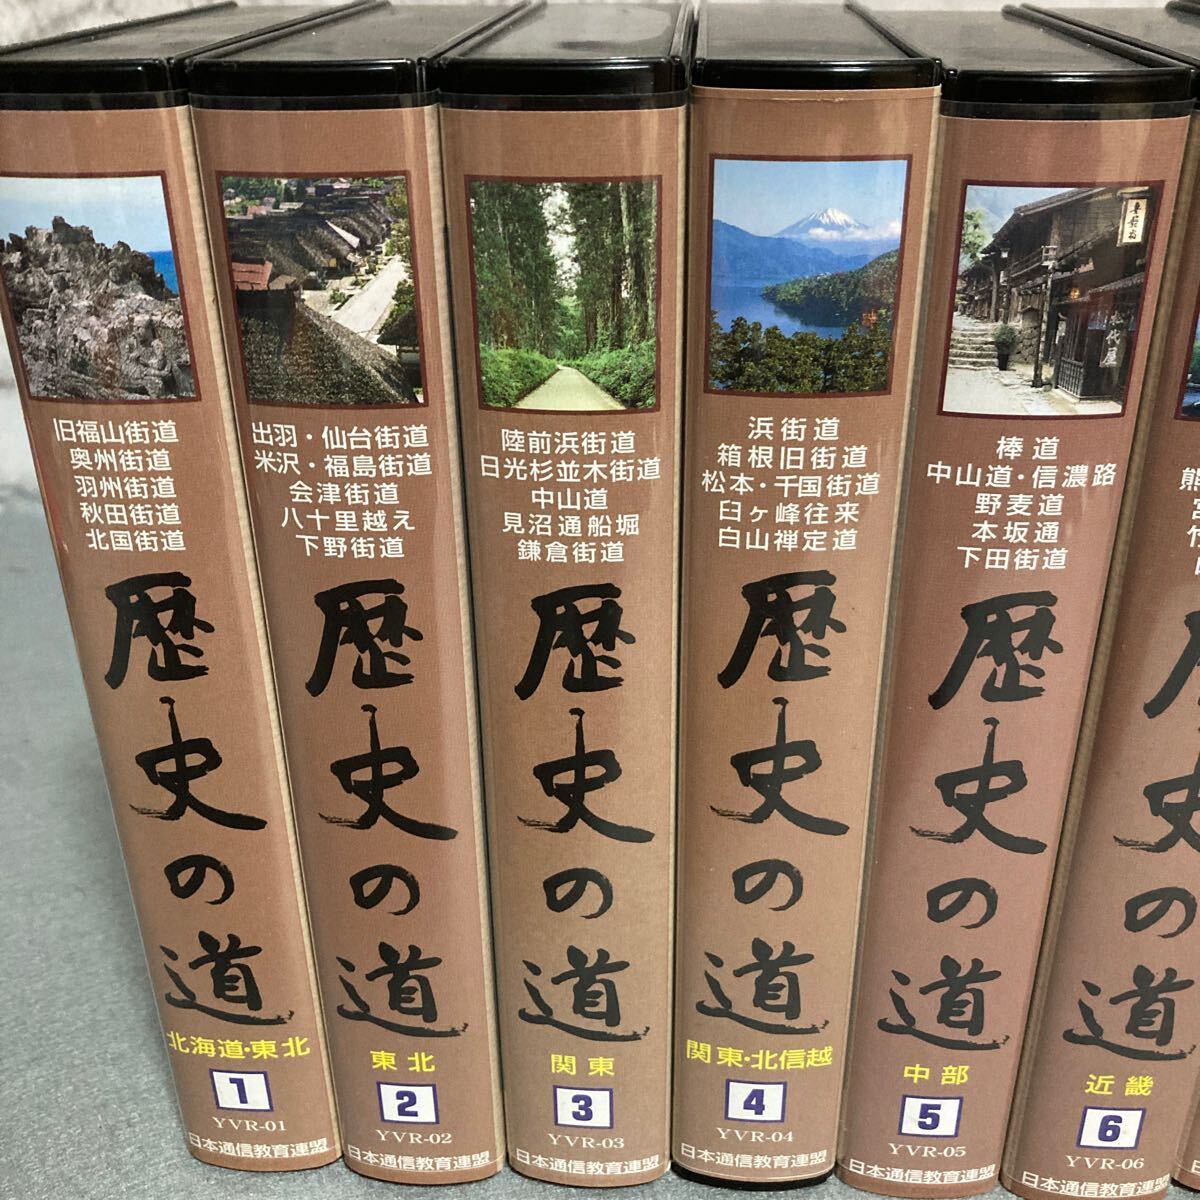 旧福山街道
奥州街道
羽州街道
秋田街道
北国街道
歴史の道
北海道・東北
1
YVR-01
日本通信教育連盟
出羽・仙台街道
米沢・福島街道
会津街道
八十里越え
下野街道
歴史の道
東北
2
YVR-02
日本通信教育連盟
陸前浜街道
日光杉並木街道
中山道
見沼通船堀
鎌倉街道
歴史の道
関東
3
YVR-03
日本通信教育連盟
浜街道
箱根旧街道
松本・千国街道
臼ヶ峰往来
白山禅定道
歴史の道
関東・北信越
4
YVR-04
日本通信教育連盟
松代屋
棒道
中山道・信濃路
野麦道
本坂通
下田街道
歴史の道
中部
5
YVR-05
日本通信教育連盟
熊
歴史の道
近畿
6
YVR-06
日本通信教育連盟